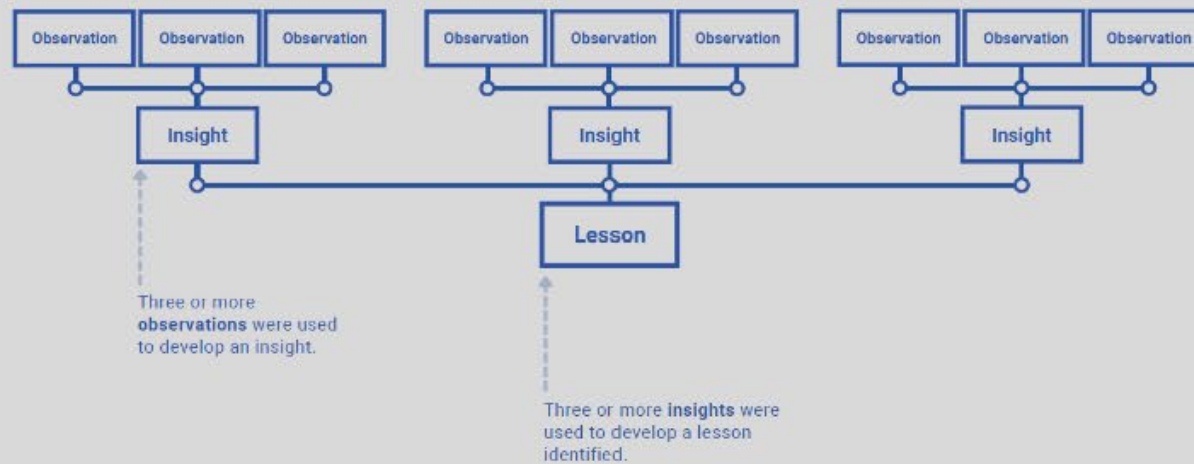 Observation Observation Observation Observation Observation Observation Observation Observation Observation
Insight Insight Insight
Lesson
Three or more
observations were used
to develop an insight.
Three or more insights were
used to develop a lesson
identified.